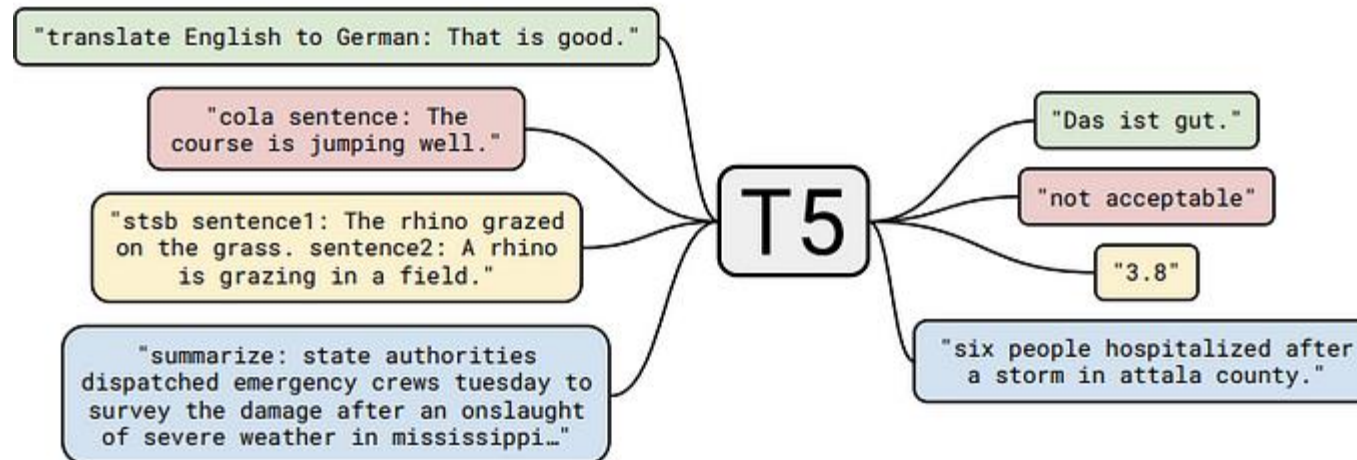 "translate English to German: That is good."
"cola sentence: The
course is jumping well."
"stsb sentence1: The rhino grazed
on the grass. sentence2: A rhino
is grazing in a field."
"summarize: state authorities
dispatched emergency crews tuesday to
survey the damage after an onslaught
of severe weather in mississippi…"
T5
"Das ist gut."
"not acceptable"
"3.8"
"six people hospitalized after
a storm in attala county."